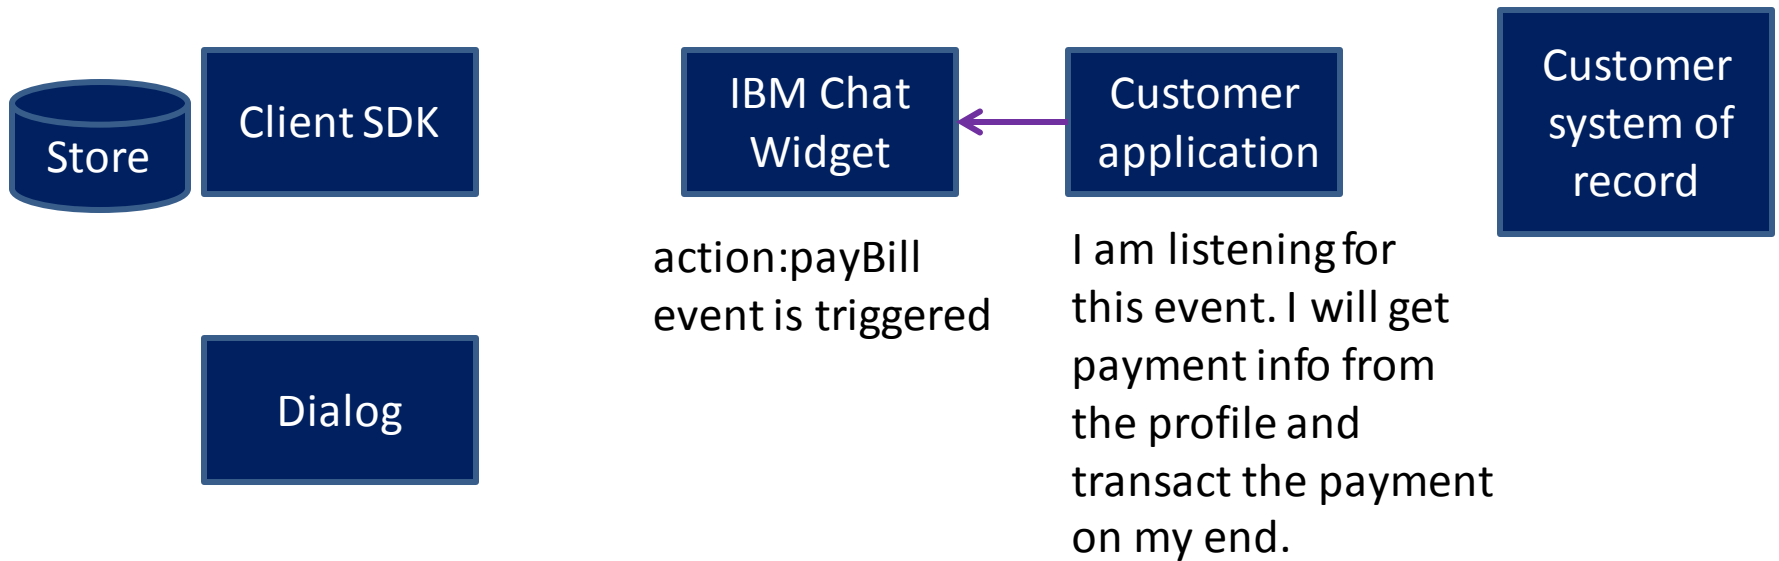 Store
Client SDK
IBM Chat
Widget
Customer
application
Customer
system of
record
action:payBill
event is triggered
I am listening for
this event. I will get
payment info from
the profile and
transact the payment
on my end.
Dialog